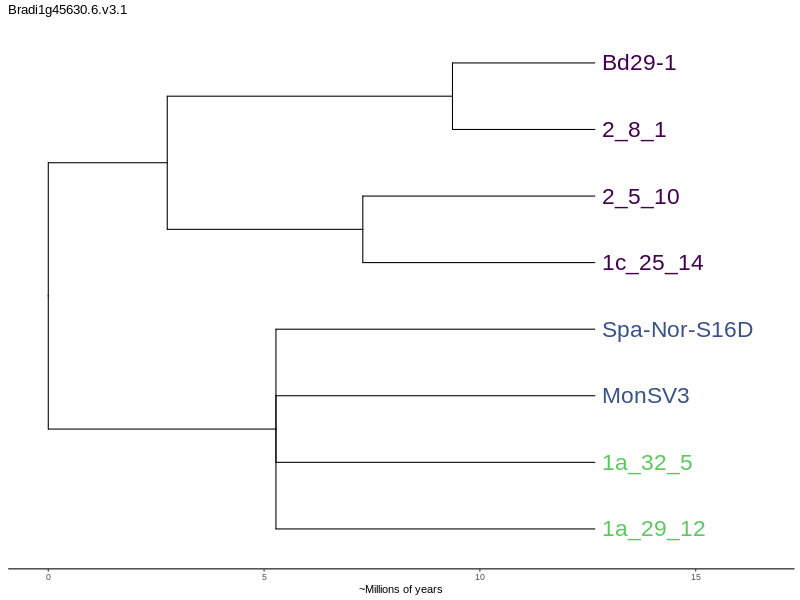 Bradi1g45630.6.v3.1
Bd29-1
2_8_1
2_5_10
1c_25_14
Spa-Nor-S16D
MonSV3
1a_32_5
1a_29_12
0 5 10 15
~Millions of years